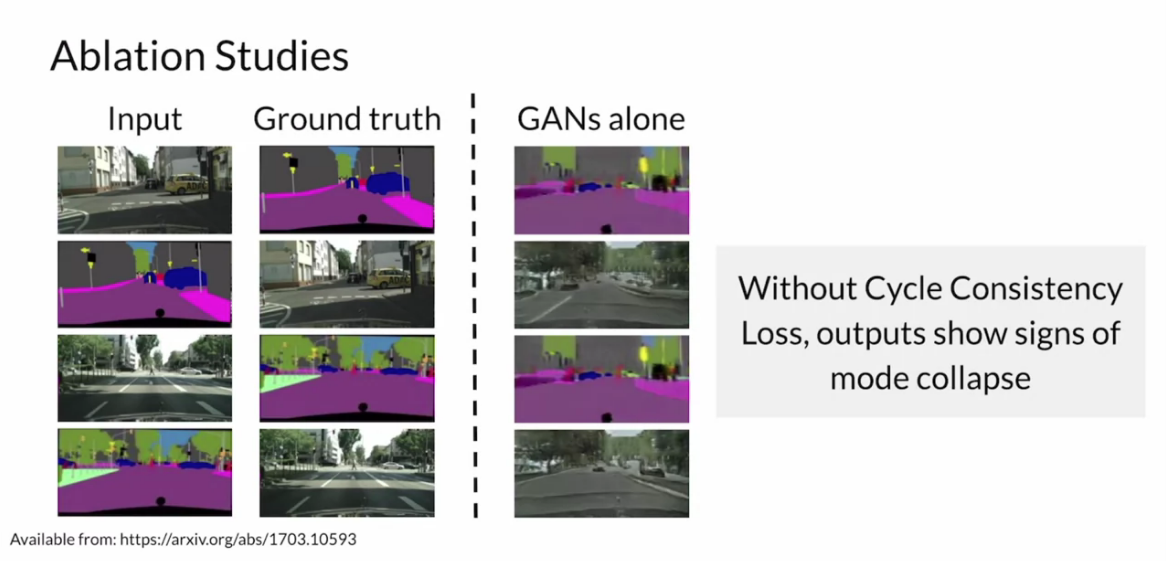 Ablation Studies
Input
Ground truth
GANs alone
Without Cycle Consistency
Loss, outputs show signs of
mode collapse
Available from: https://arxiv.org/abs/1703.10593